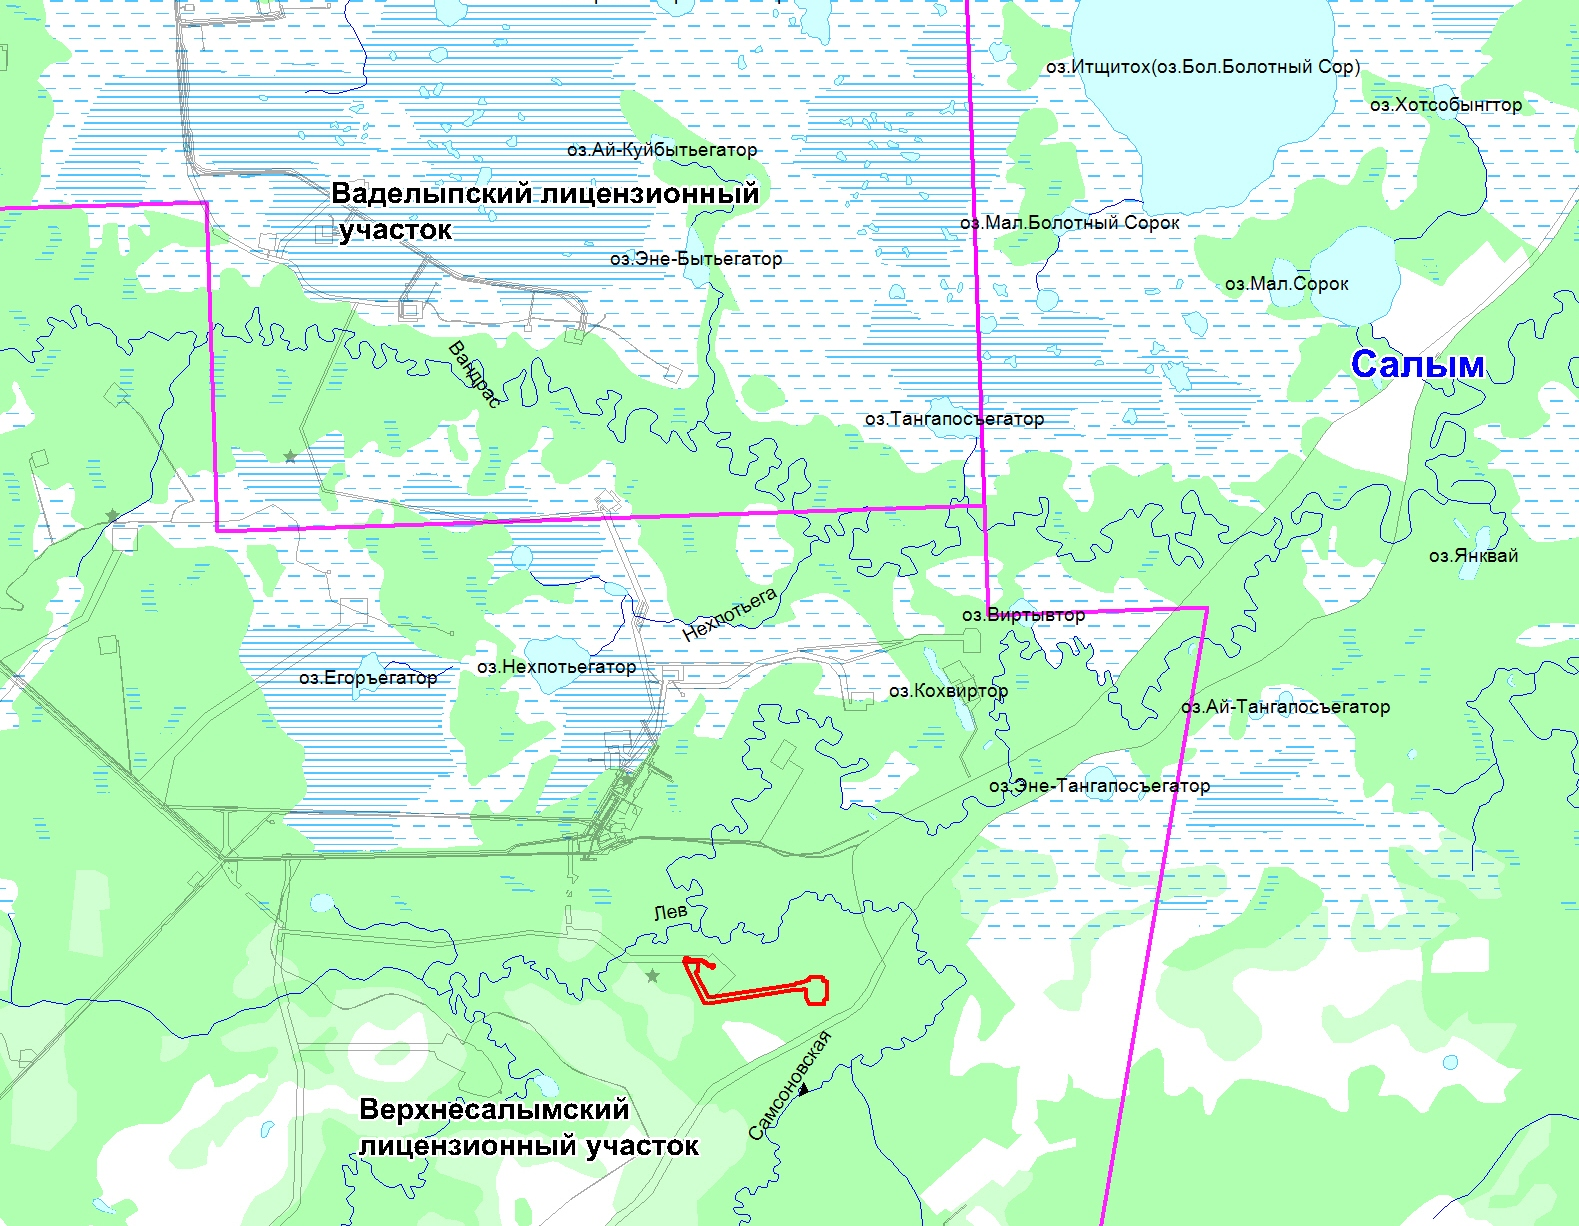 оз.Итщитох(оз.Бол.Болотный Сор)
оз.Хотсобынгтор
оз.Ай-Куйбытьегатор
Ваделыпский лицензионный
участок
оз.Мал.Болотный Сорок
оз.Эне-Бытьегатор
оз.Мал.Сорок
Вандрас
Салым
оз.Тангапосъегатор
оз.Янквай
Нехпотьега
оз.Виртывтор
оз.Нехпотьегатор
оз.Егоръегатор
оз.Кохвиртор
оз.Ай-Тангапосъегатор
оз.Эне-Тангапосъегатор
Лев
Самсоновская
Верхнесалымский
лицензионный участок